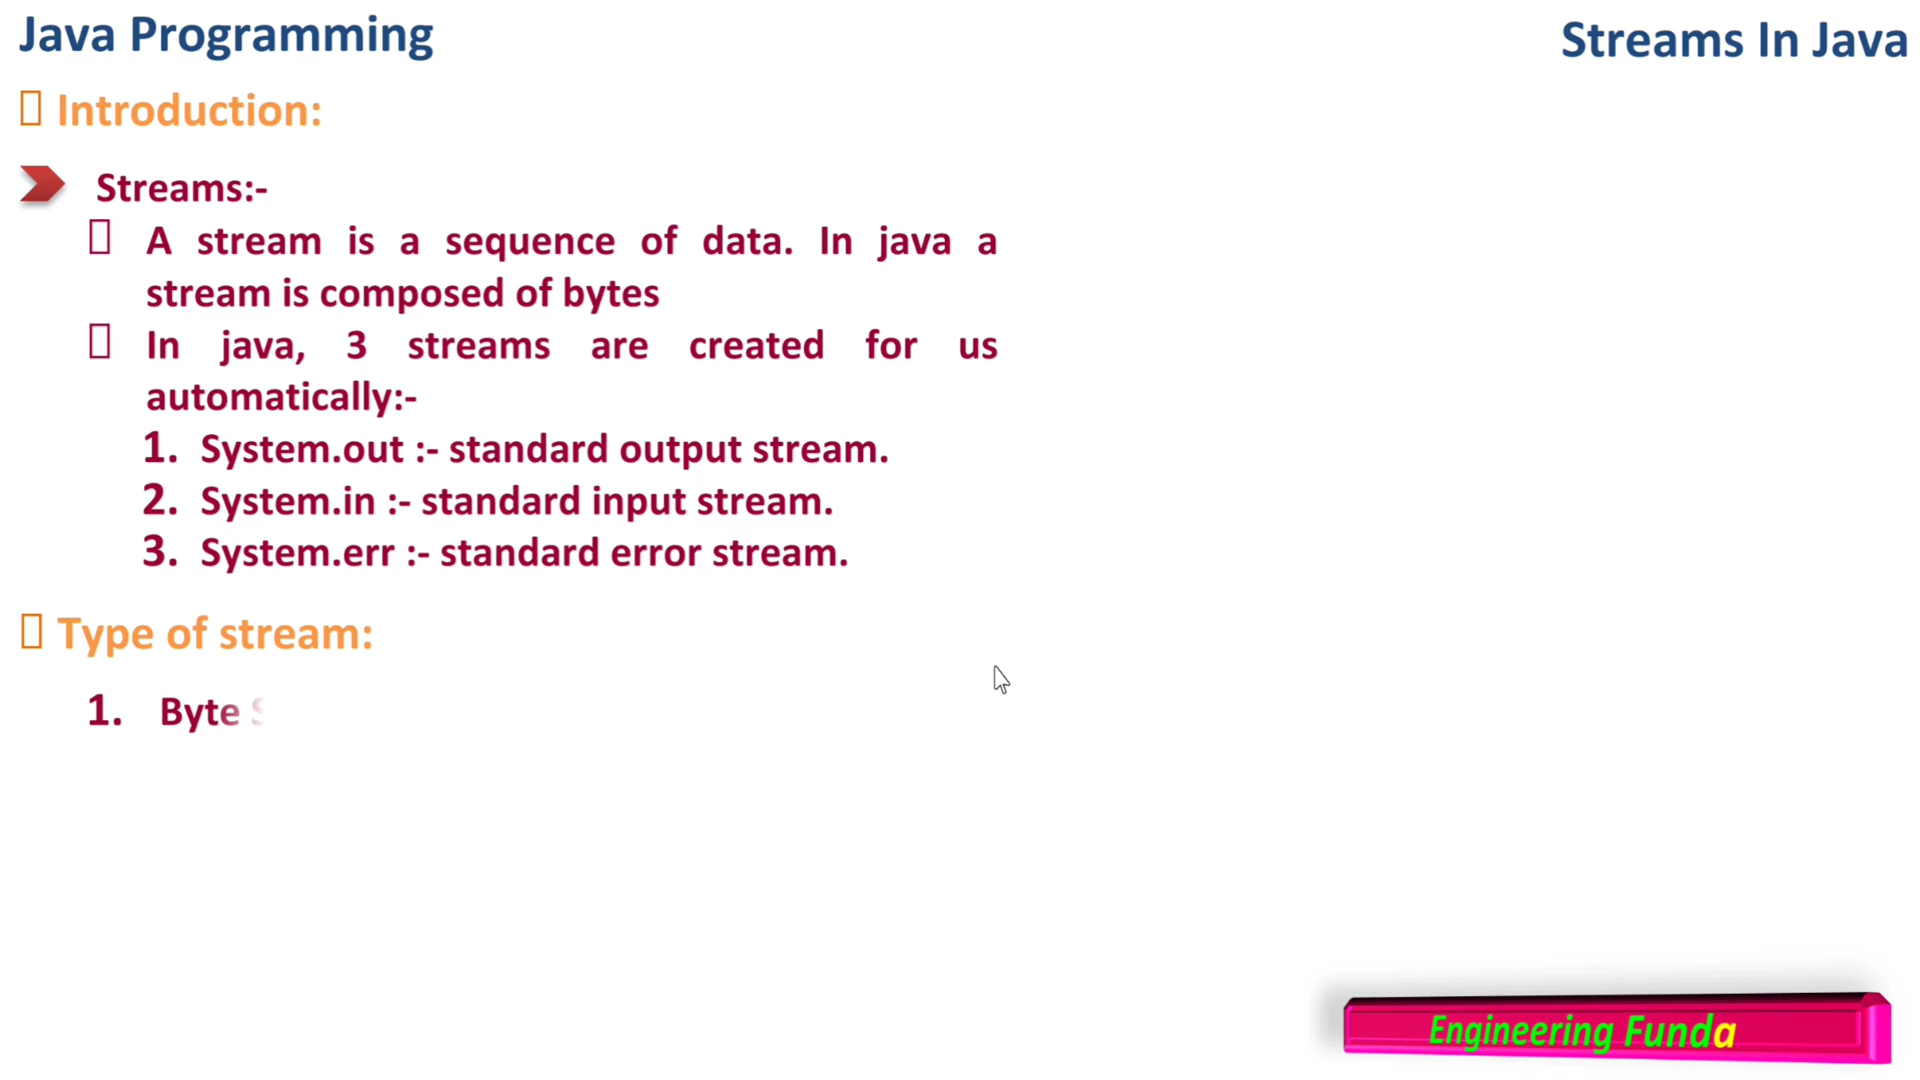 Java Programming
Streams In Java
Introduction:
Streams:-
A stream is a sequence of data. In java a
stream is composed of bytes
In java, 3 streams are created for us
automatically:-
1. System.out :- standard output stream.
2. System.in :- standard input stream.
3. System.err :- standard error stream.
Type of stream:
1. Byte S
Engineering Funda